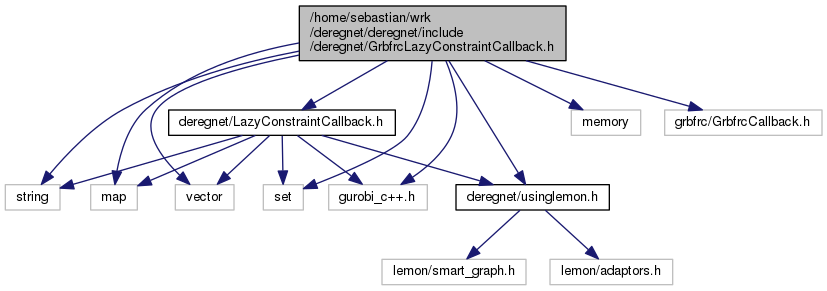 /home/sebastian/wrk
/deregnet/deregnet/include
/deregnet/GrbfrcLazyConstraintCallback.h
deregnet/LazyConstraintCallback.h
memory
grbfrc/GrbfrcCallback.h
string
map
vector
set
gurobi_c++.h
deregnet/usinglemon.h
lemon/smart_graph.h
lemon/adaptors.h